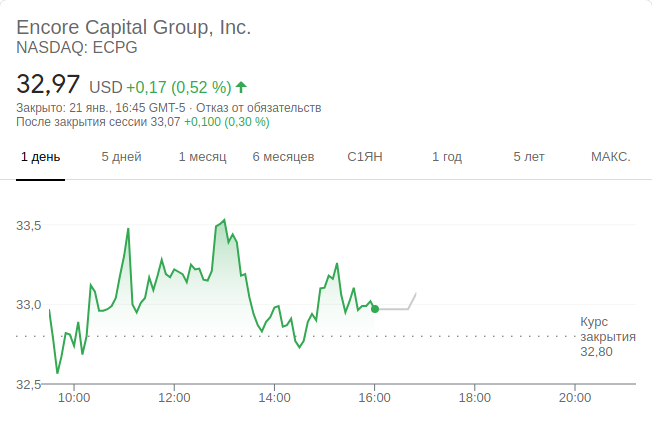 Encore Capital Group, Inc.
NASDAQ: ECPG
32,97 USD +0,17 (0,52 %)
Закрыто: 21 янв., 16:45 GMT-5 · Отказ от обязательств
После закрытия сессии 33,07 +0,100 (0,30 %)
1 день 5 дней 1 месяц 6 месяцев С1ЯН 1 год 5 лет МАКС.
33,5
33,0
Курс
закрытия
32,80
32,5
10:00 12:00 14:00 16:00 18:00 20:00